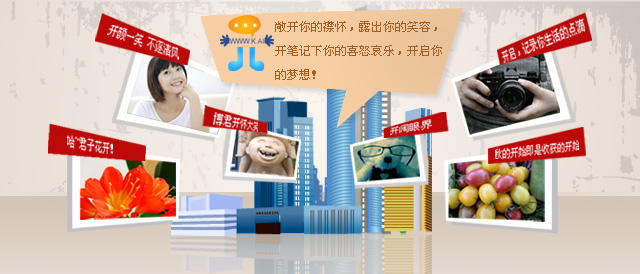 敞开你的襟怀，露出你的笑容，
开笔记下你的喜怒哀乐，开启你
的梦想！
WWW.KAI
开颜一笑 不逐清风
开启，记录你生活的点滴
博君开怀大笑
开阔眼界
哈~君子花开！
秋的开始即是收获的开始